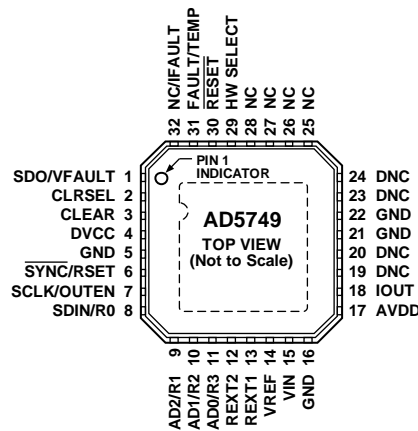 32 NC/IFAULT
31 FAULT/TEMP
30 RESET
29 HW SELECT
28 NC
27 NC
26 NC
25 NC
PIN 1
INDICATOR
SDO/VFAULT 1
CLRSEL 2
CLEAR 3
DVCC 4
GND 5
SYNC/RSET 6
SCLK/OUTEN 7
SDIN/R0 8
AD5749
TOP VIEW
(Not to Scale)
24 DNC
23 DNC
22 GND
21 GND
20 DNC
19 DNC
18 IOUT
17 AVDD
AD2/R1 9
AD1/R2 10
AD0/R3 11
REXT2 12
REXT1 13
VREF 14
VIN 15
GND 16